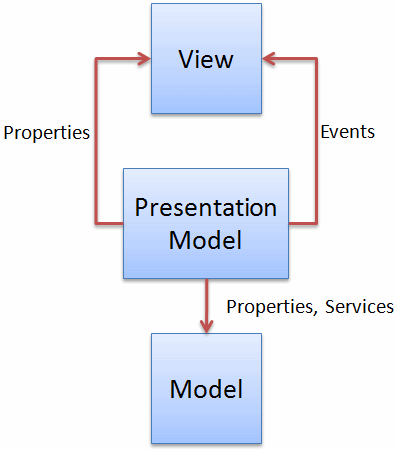 View
Properties
Events
Presentation
Model
Properties, Services
Model